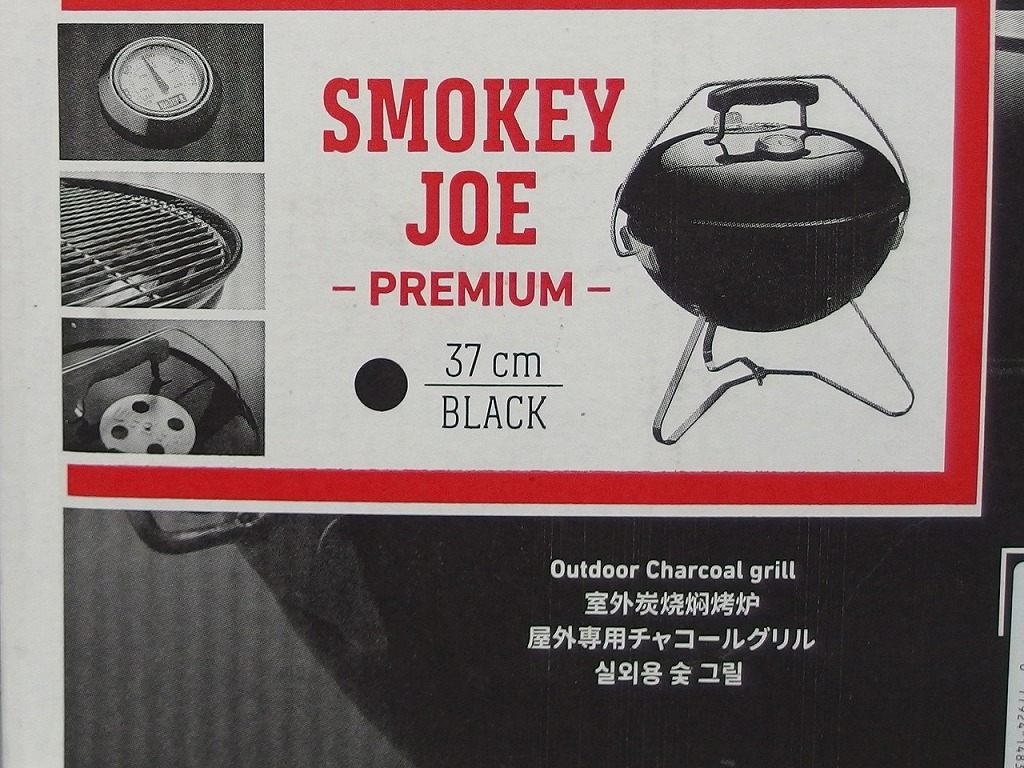 SMOKEY
JOE
– PREMIUM –
37 cm
BLACK
Outdoor Charcoal grill
室外炭烧焖烤炉
屋外専用チャコールグリル
실외용 숯 그릴